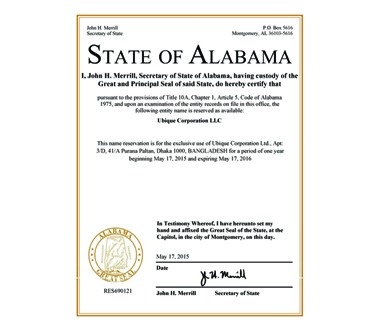 John H. Merrill
Secretary of State
P.O. Box 5616
Montgomery, AL 36103-5616
STATE OF ALABAMA
I, John H. Merrill, Secretary of State of Alabama, having custody of the
Great and Principal Seal of said State, do hereby certify that
pursuant to the provisions of Title 10A, Chapter 1, Article 5, Code of Alabama
1975, and upon an examination of the entity records on file in this office, the
following entity name is reserved as available:
Ubique Corporation LLC
This name reservation is for the exclusive use of Ubique Corporation Ltd., Apt:
3/D, 41/A Purana Paltan, Dhaka 1000, BANGLADESH for a period of one year
beginning May 17, 2015 and expiring May 17, 2016
In Testimony Whereof, I have hereunto set my
hand and affixed the Great Seal of the State, at the
Capitol, in the city of Montgomery, on this day.
ALABAMA
GREAT SEAL
May 17, 2015
Date
J. H. Merrill
RES690121
John H. Merrill
Secretary of State